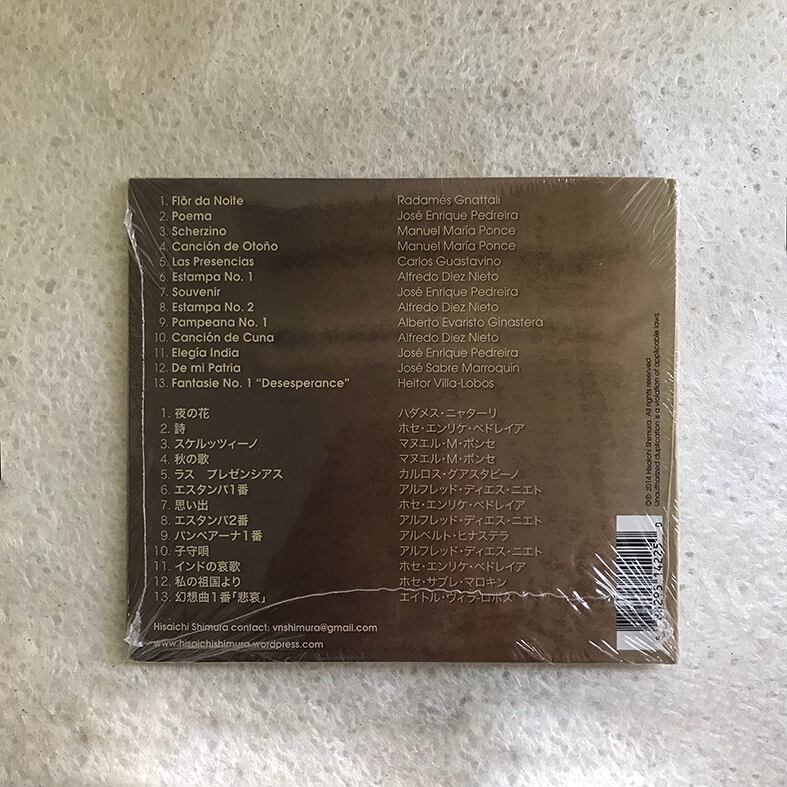 1. Flôr da Noite Radamés Gnattali
2. Poema José Enrique Pedreira
3. Scherzino Manuel María Ponce
4. Canción de Otoño Manuel María Ponce
5. Las Presencias Carlos Guastavino
6. Estampa No. 1 Alfredo Diez Nieto
7. Souvenir José Enrique Pedreira
8. Estampa No. 2 Alfredo Diez Nieto
9. Pampeana No. 1 Alberto Evaristo Ginastera
10. Canción de Cuna Alfredo Diez Nieto
11. Elegía India José Enrique Pedreira
12. De mi Patria José Sabre Marroquín
13. Fantasie No. 1 “Desesperance” Heitor Villa-Lobos
1. 夜の花 ハダメス・ニャターリ
2. 詩 ホセ・エンリケ・ペドレイア
3. スケルッツィーノ マヌエル・M・ポンセ
4. 秋の歌 マヌエル・M・ポンセ
5. ラス プレゼンシアス カルロス・グアスタビーノ
6. エスタンパ1番 アルフレッド・ディエス・ニエト
7. 思い出 ホセ・エンリケ・ペドレイア
8. エスタンパ2番 アルフレッド・ディエス・ニエト
9. パンペアーナ1番 アルベルト・ヒナステラ
10. 子守唄 アルフレッド・ディエス・ニエト
11. インドの哀歌 ホセ・エンリケ・ペドレイア
12. 私の祖国より ホセ・サブレ・マロキン
13. 幻想曲1番「悲哀」 エイトル・ヴィラ・ロボス
Hisaichi Shimura contact: vnshimura@gmail.com
www.hisaichishimura.wordpress.com
©℗ 2014 Hisaichi Shimura. All rights reserved.
Unauthorized duplication is a violation of applicable laws.